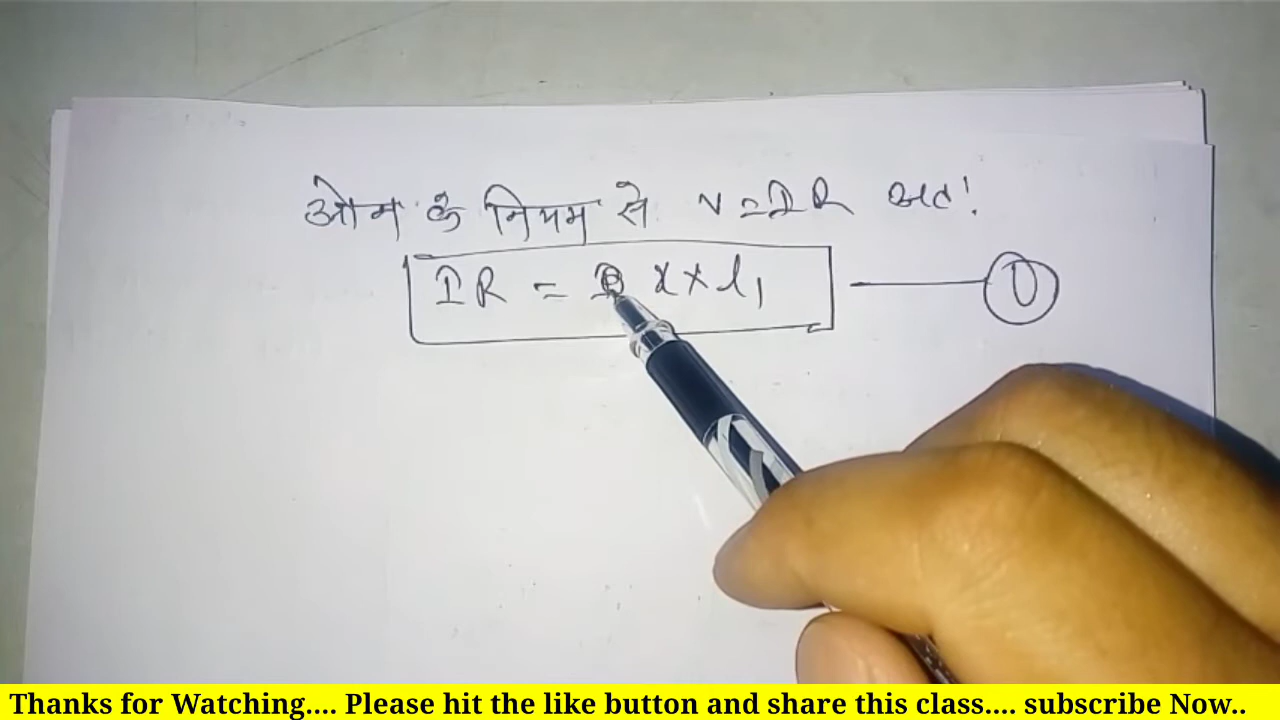 ओम के नियम से V = IR अतः
IR = x × l₁ ——— ①
Thanks for Watching.... Please hit the like button and share this class.... subscribe Now..